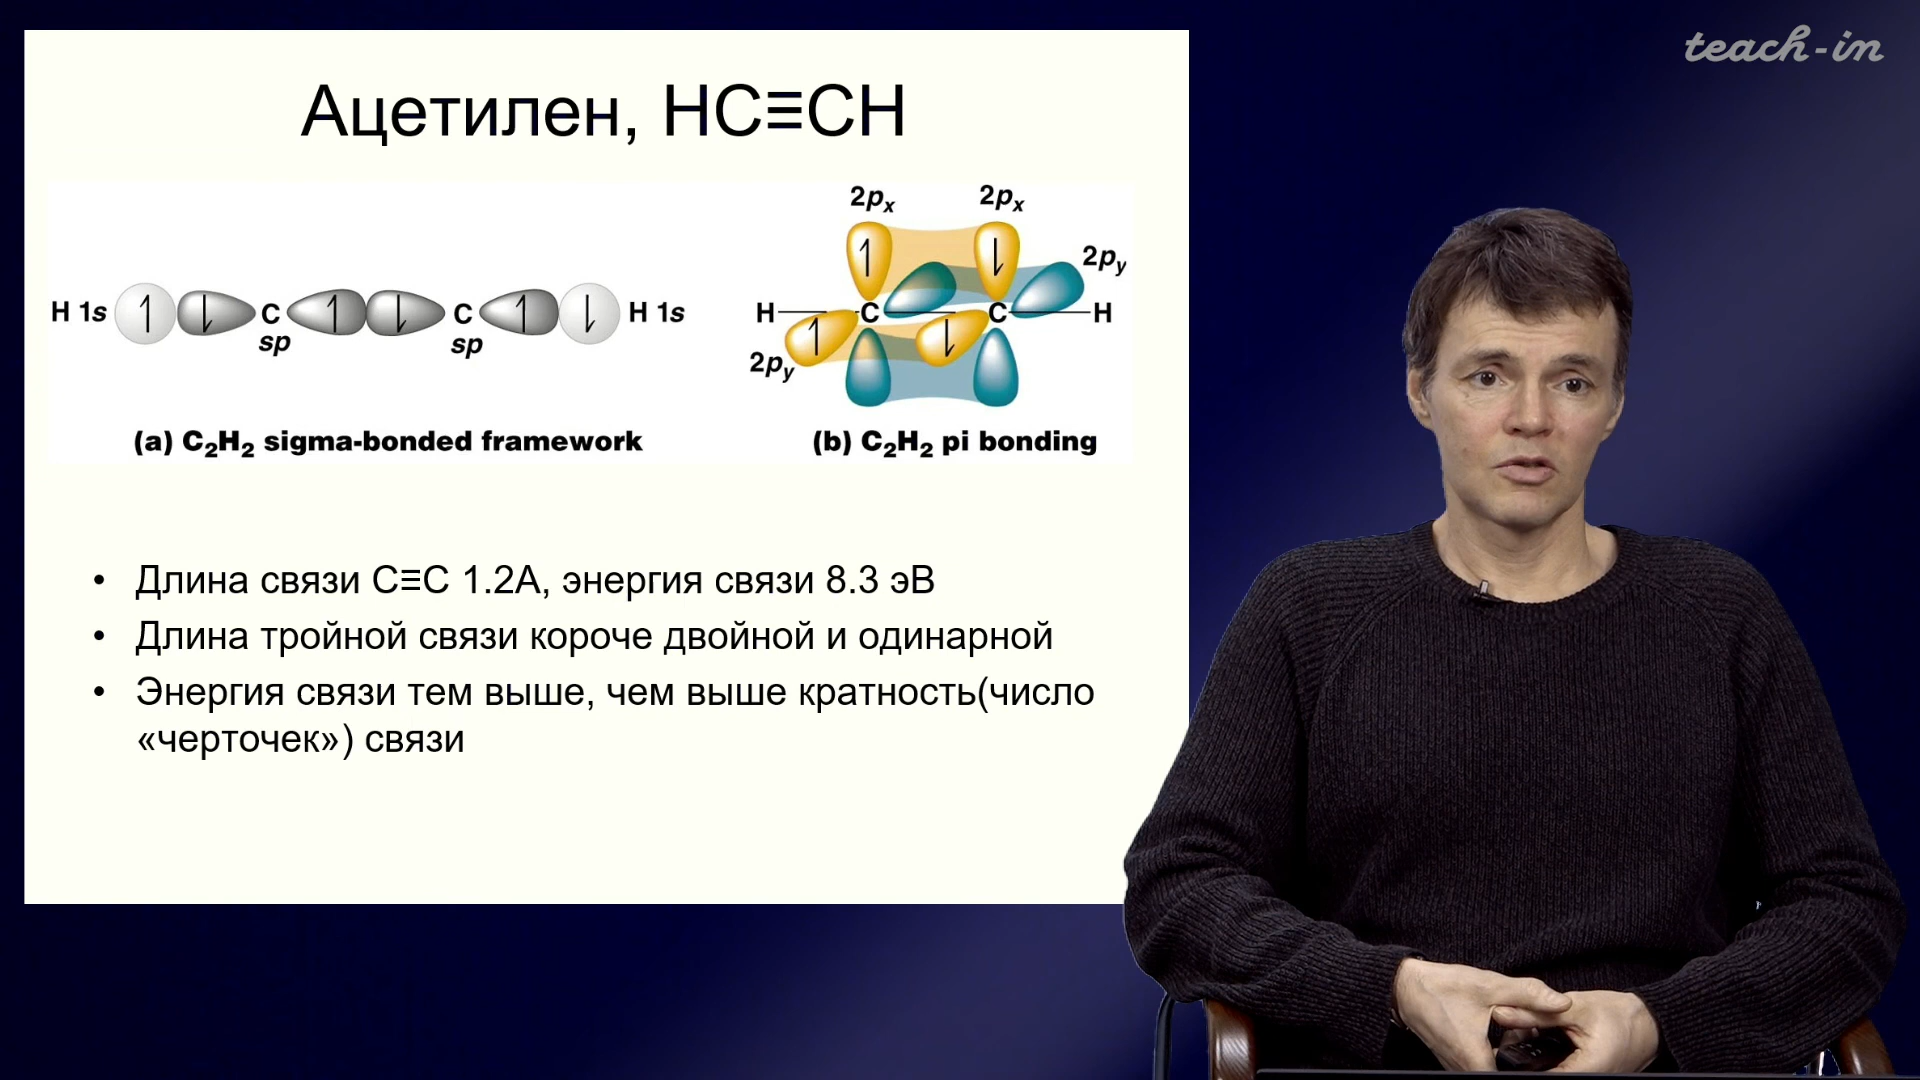 teach-in
Ацетилен, HC≡CH
2px 2px
2py
H 1s C C H 1s
sp sp
H C C H
2py
(a) C2H2 sigma-bonded framework
(b) C2H2 pi bonding
• Длина связи C≡C 1.2А, энергия связи 8.3 эВ
• Длина тройной связи короче двойной и одинарной
• Энергия связи тем выше, чем выше кратность(число
«черточек») связи